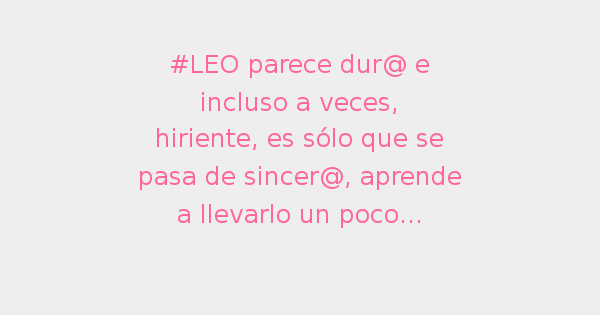 #LEO parece dur@ e
incluso a veces,
hiriente, es sólo que se
pasa de sincer@, aprende
a llevarlo un poco...